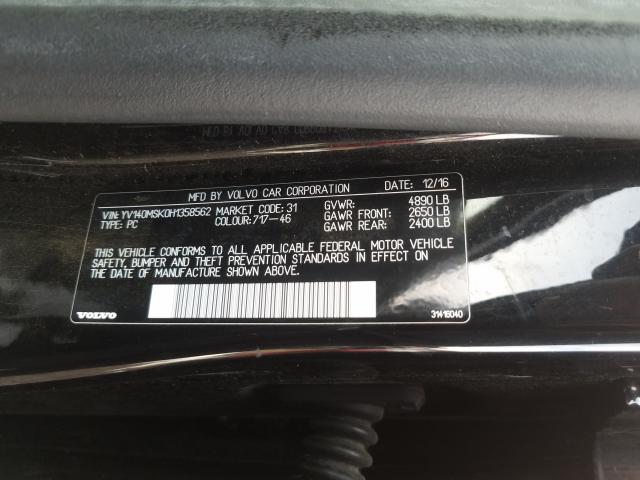 MFD BY VOLVO CAR CORPORATION DATE: 12/16
VIN: YV140MSK0H1358562 MARKET CODE: 31 GVWR: 4890 LB
TYPE: PC COLOUR: 717-46 GAWR FRONT: 2650 LB
GAWR REAR: 2400 LB
THIS VEHICLE CONFORMS TO ALL APPLICABLE FEDERAL MOTOR VEHICLE
SAFETY, BUMPER AND THEFT PREVENTION STANDARDS IN EFFECT ON
THE DATE OF MANUFACTURE SHOWN ABOVE.
VOLVO 31416040